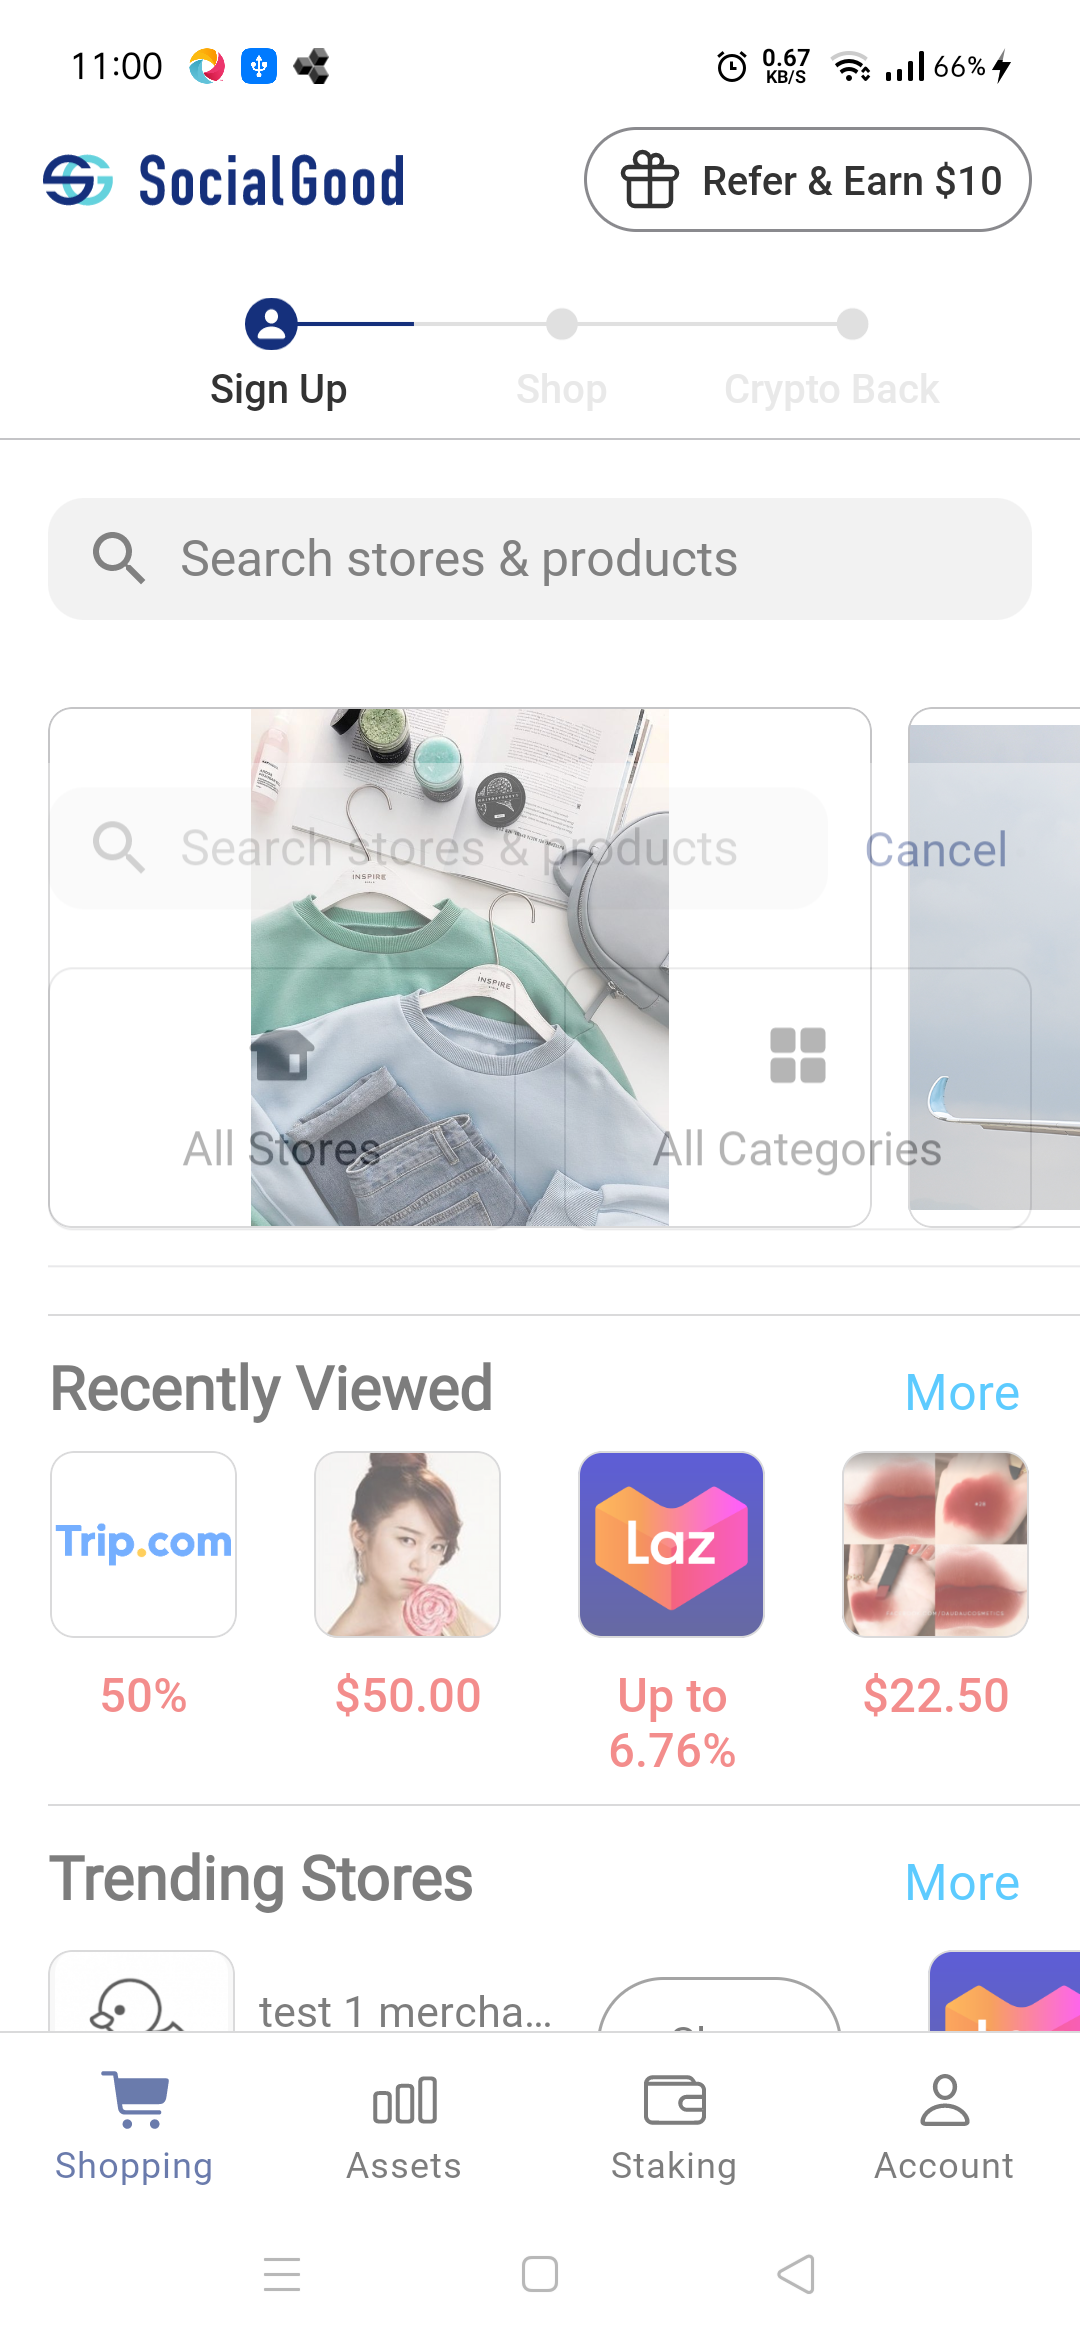 11:00
0.67
KB/S
66%
SocialGood
Refer & Earn $10
Sign Up
Shop
Crypto Back
Search stores & products
Search stores & products
Cancel
INSPIRE
INSPIRE
All Stores
All Categories
Recently Viewed
More
Trip.com
Laz
50%
$50.00
Up to
6.76%
$22.50
Trending Stores
More
test 1 mercha...
Shopping
Assets
Staking
Account